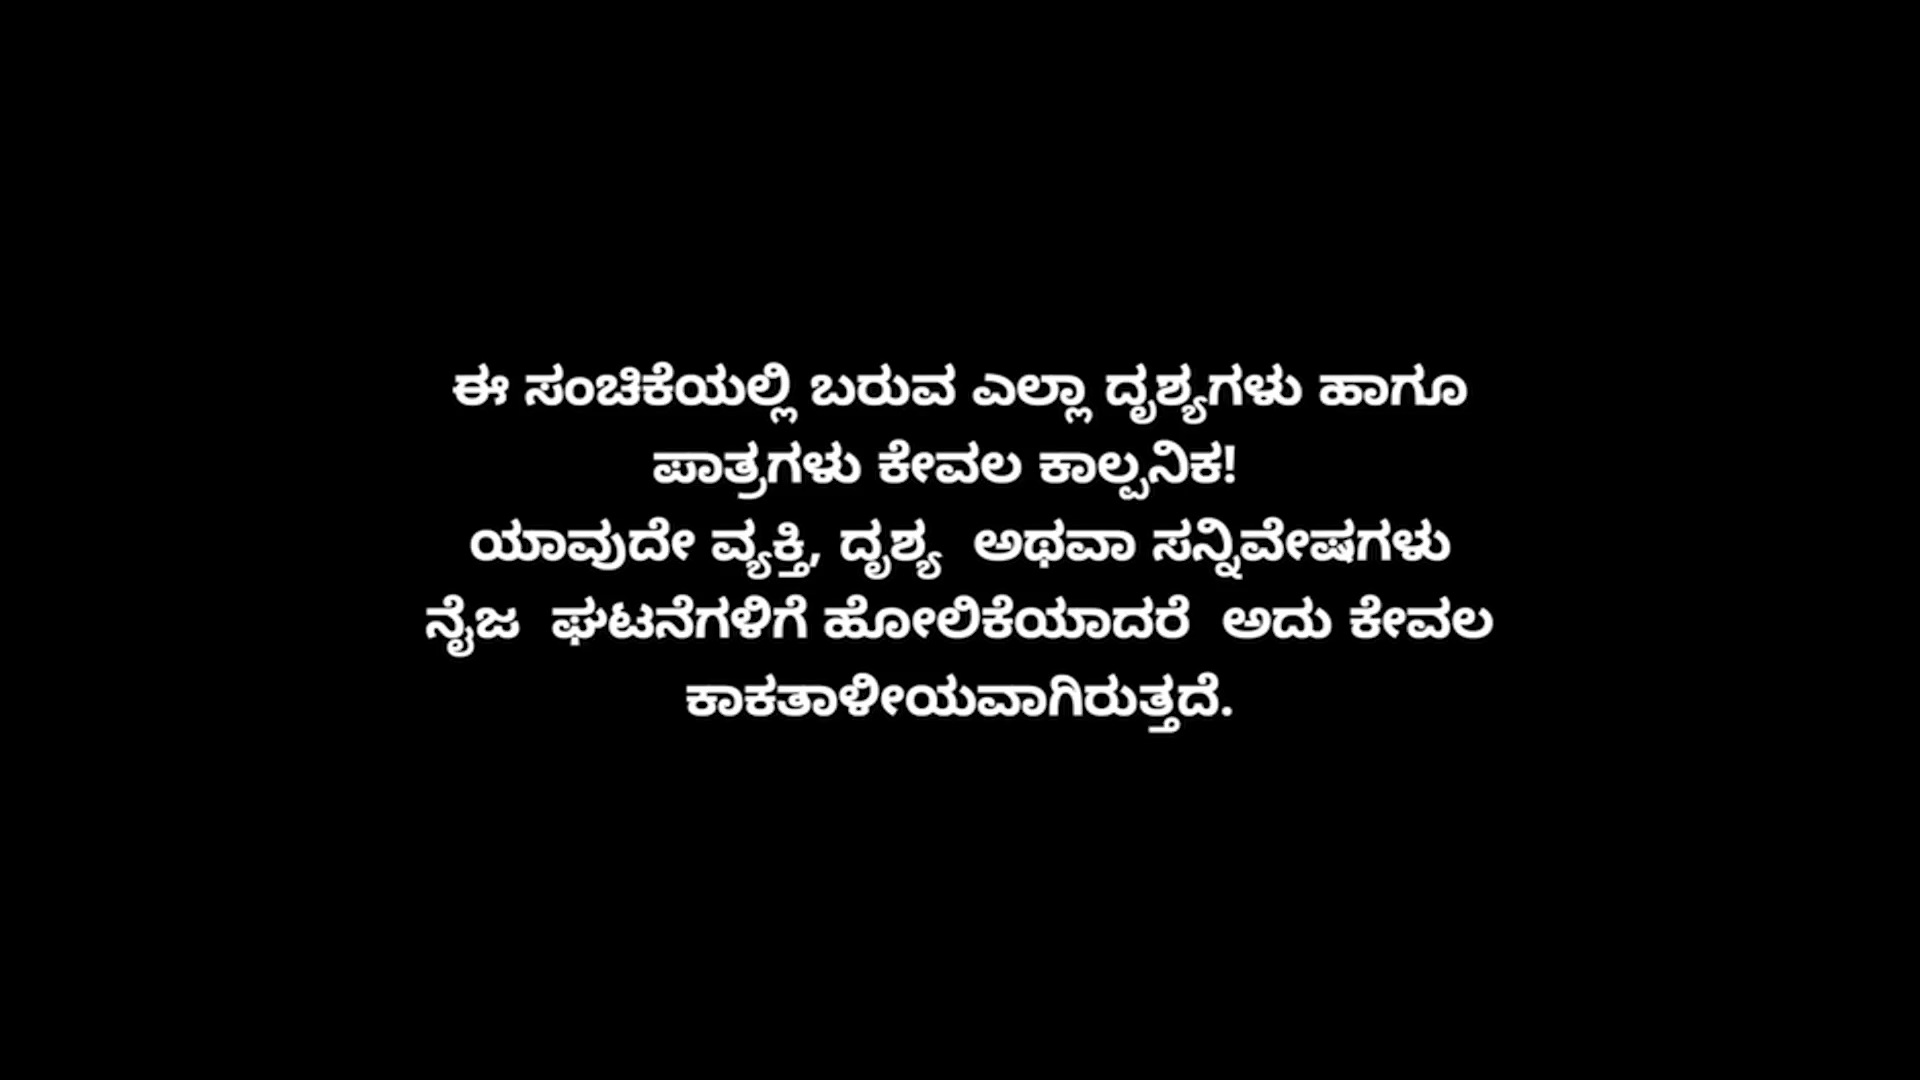 ಈ ಸಂಚಿಕೆಯಲ್ಲಿ ಬರುವ ಎಲ್ಲಾ ದೃಶ್ಯಗಳು ಹಾಗೂ
ಪಾತ್ರಗಳು ಕೇವಲ ಕಾಲ್ಪನಿಕ!
ಯಾವುದೇ ವ್ಯಕ್ತಿ, ದೃಶ್ಯ ಅಥವಾ ಸನ್ನಿವೇಷಗಳು
ನೈಜ ಘಟನೆಗಳಿಗೆ ಹೋಲಿಕೆಯಾದರೆ ಅದು ಕೇವಲ
ಕಾಕತಾಳೀಯವಾಗಿರುತ್ತದೆ.